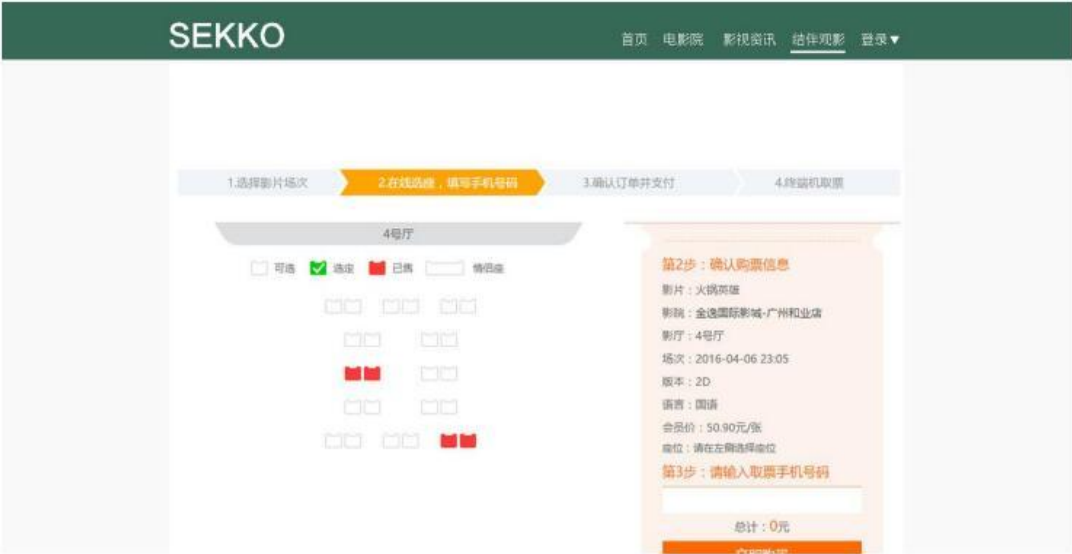 SEKKO
首页 电影院 影视资讯 结伴观影 登录▼
1.选择影片场次 2.在线选座，填写手机号码 3.确认订单并支付 4.终端机取票
4号厅
可选 选定 已售 情侣座
第2步：确认购票信息
影片：火锅英雄
影院：金逸国际影城-广州和业店
影厅：4号厅
场次：2016-04-06 23:05
版本：2D
语言：国语
会员价：50.90元/张
座位：请在左侧选择座位
第3步：请输入取票手机号码
总计：0元
立即购买